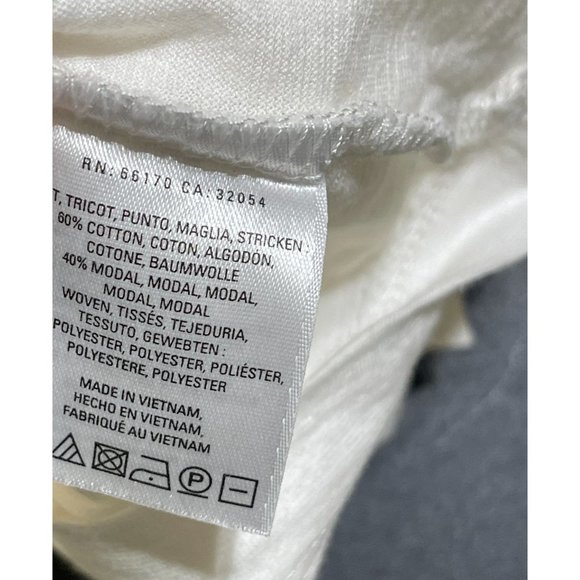 RN: 66170 CA: 32054
T, TRICOT, PUNTO, MAGLIA, STRICKEN :
60% COTTON, COTON, ALGODÓN,
COTONE, BAUMWOLLE
40% MODAL, MODAL, MODAL,
MODAL, MODAL
WOVEN, TISSÉS, TEJEDURIA,
TESSUTO, GEWEBTEN :
POLYESTER, POLYESTER, POLIÉSTER,
POLYESTERE, POLYESTER
MADE IN VIETNAM,
HECHO EN VIETNAM,
FABRIQUÉ AU VIETNAM
P